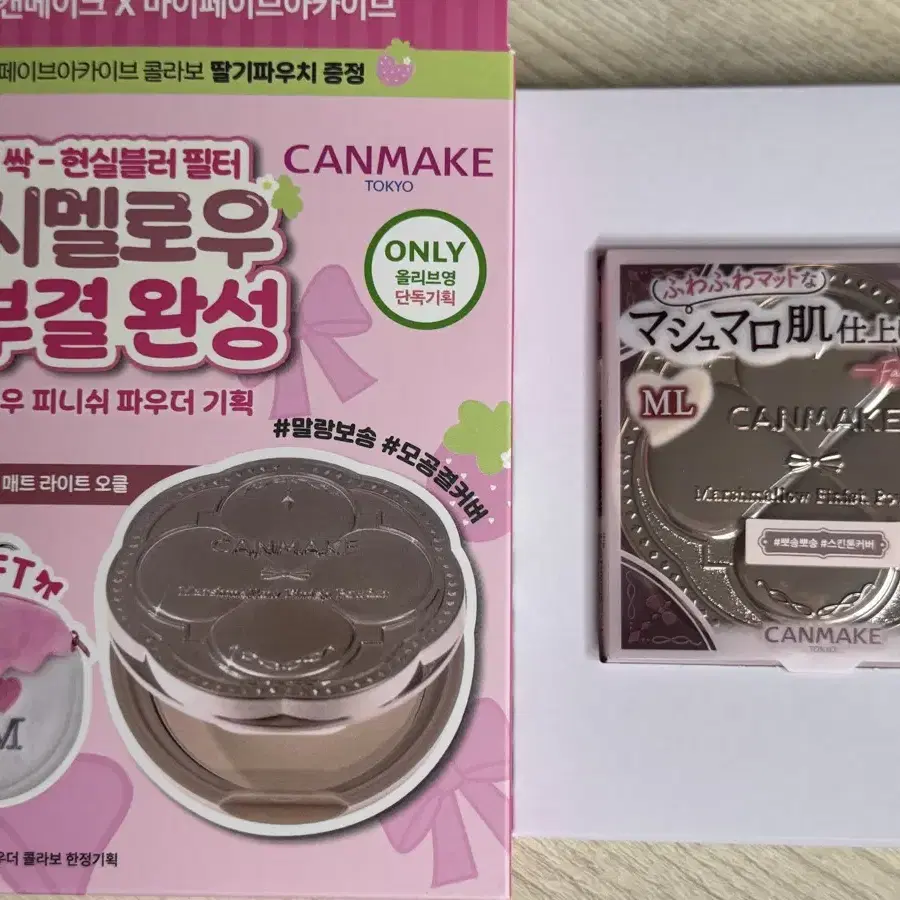 캔메이크 X 마이페이브아카이브
페이브아카이브 콜라보 딸기파우치 증정
싹 - 현실블러 필터
CANMAKE
TOKYO
시멜로우
부결 완성
ONLY
올리브영
단독기획
우 피니쉬 파우더 기획
#말랑보송 #모공결커버
매트 라이트 오클
FT
CANMAKE
Marshmallow Finish Powder
M
우더 콜라보 한정기획
ふわふわマットな
マシュマロ肌仕上
ML
CANMAKE
Marshmallow Finish Po
#뽀송뽀송 #스킨톤커버
CANMAKE
TOKYO